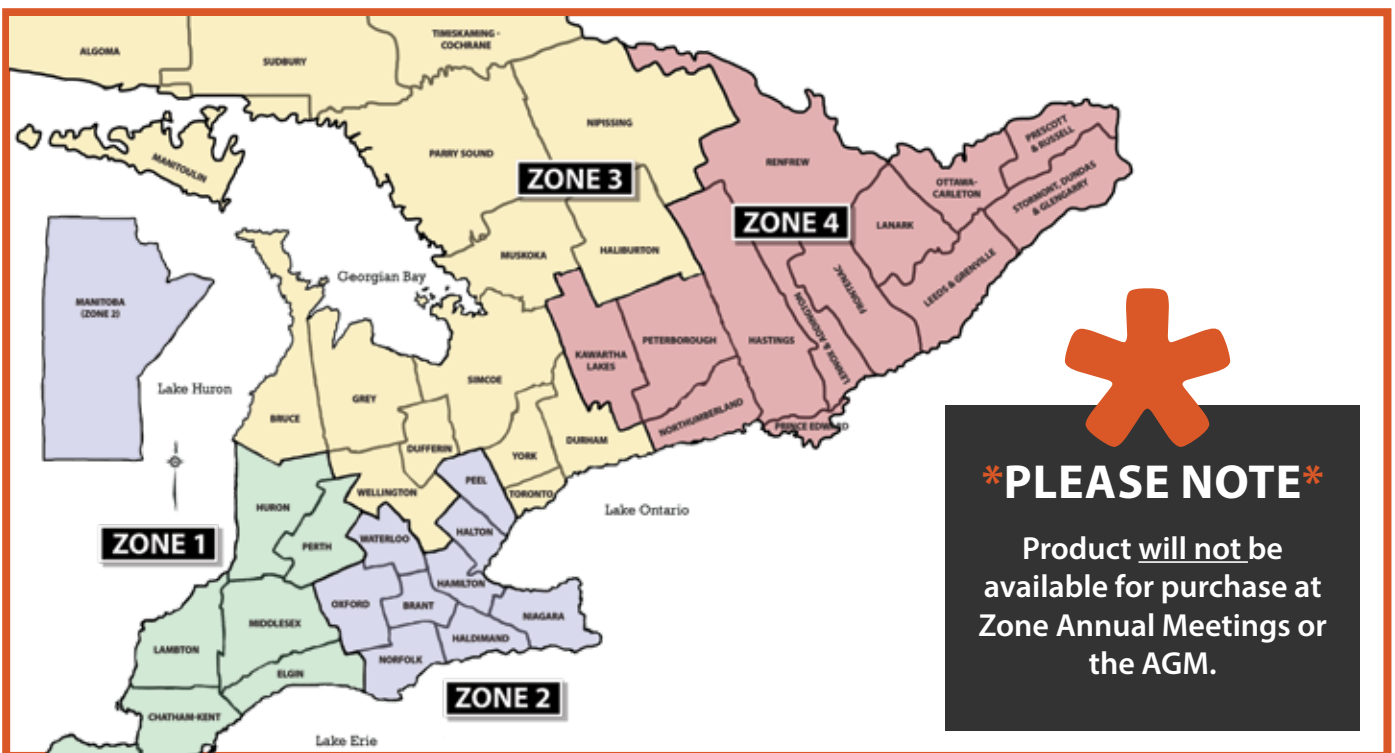 ALGOMA
SUDBURY
TIMISKAMING -
COCHRANE
MANITOULIN
PARRY SOUND
NIPISSING
ZONE 3
MUSKOKA
HALIBURTON
RENFREW
ZONE 4
PRESCOTT
& RUSSELL
OTTAWA-
CARLETON
STORMONT, DUNDAS
& GLENGARRY
LANARK
LEEDS & GRENVILLE
FRONTENAC
LENNOX & ADDINGTON
HASTINGS
PETERBOROUGH
KAWARTHA
LAKES
NORTHUMBERLAND
PRINCE EDWARD
Georgian Bay
MANITOBA
(ZONE 2)
Lake Huron
BRUCE
GREY
SIMCOE
DUFFERIN
YORK
DURHAM
TORONTO
WELLINGTON
Lake Ontario
ZONE 1
HURON
PERTH
MIDDLESEX
LAMBTON
ELGIN
CHATHAM-KENT
PEEL
HALTON
WATERLOO
HAMILTON
OXFORD
BRANT
NIAGARA
HALDIMAND
NORFOLK
ZONE 2
Lake Erie
*PLEASE NOTE*
Product will not be
available for purchase at
Zone Annual Meetings or
the AGM.